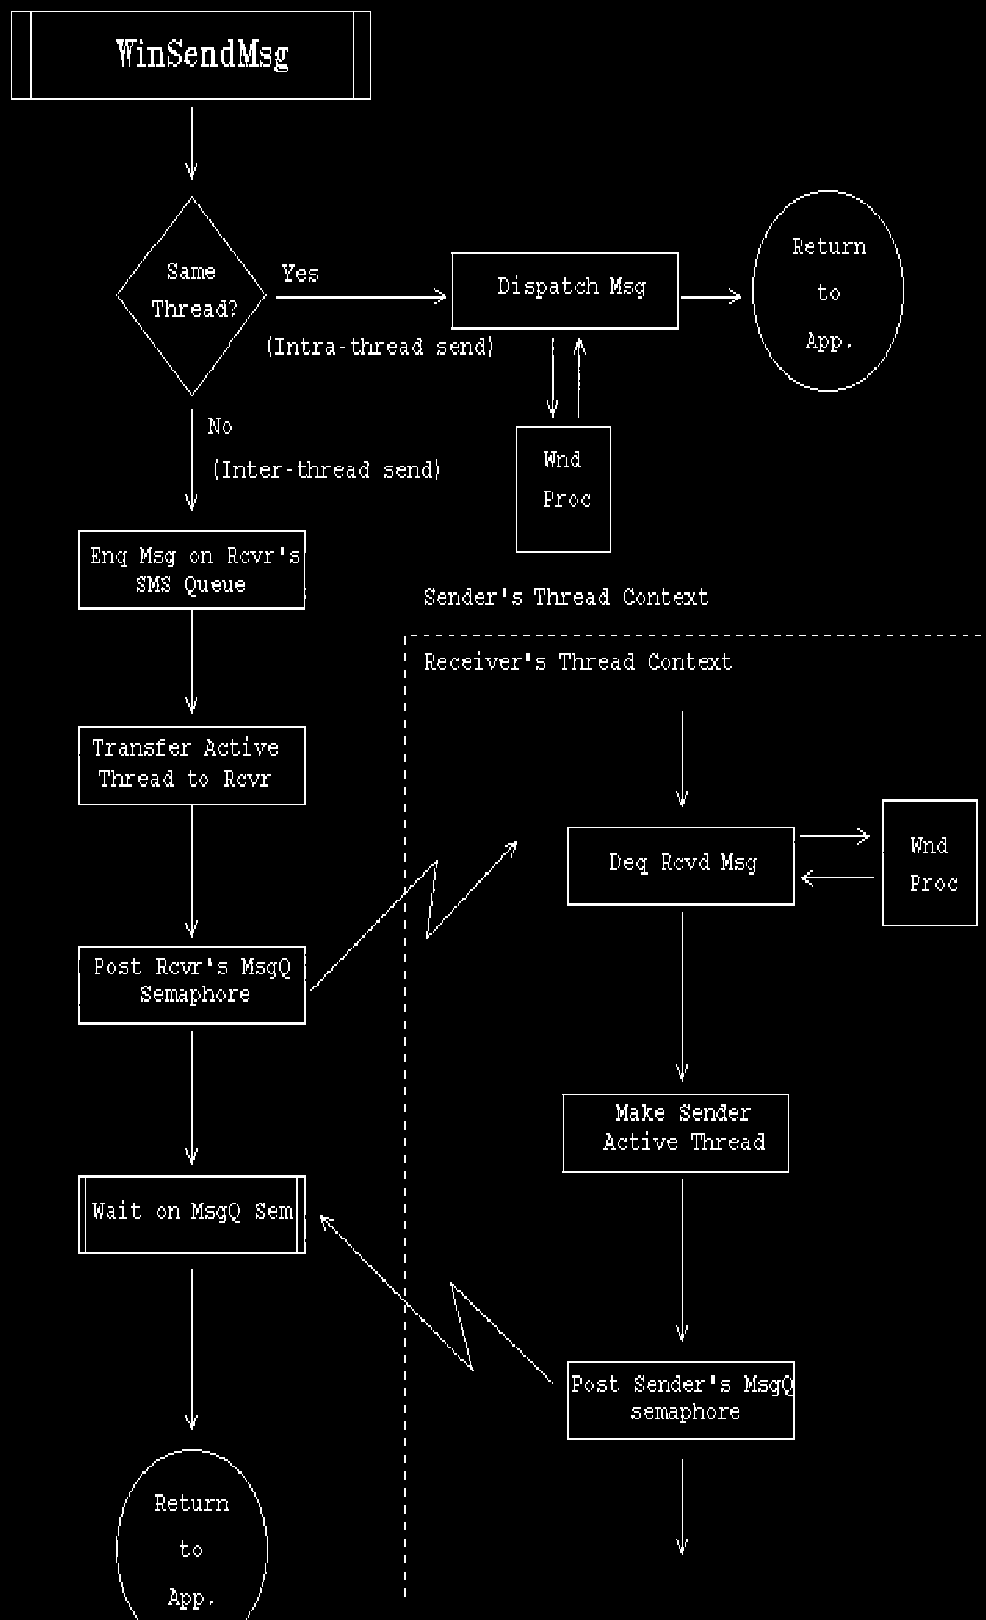 WinSendMsg
Same
Thread?
Yes
(Intra-thread send)
Dispatch Msg
Return
to
App.
Wnd
Proc
No
(Inter-thread send)
Enq Msg on Rcvr's
SMS Queue
Sender's Thread Context
Receiver's Thread Context
Transfer Active
Thread to Rcvr
Deq Rcvd Msg
Wnd
Proc
Post Rcvr's MsgQ
Semaphore
Make Sender
Active Thread
Wait on MsgQ Sem
Post Sender's MsgQ
semaphore
Return
to
App.